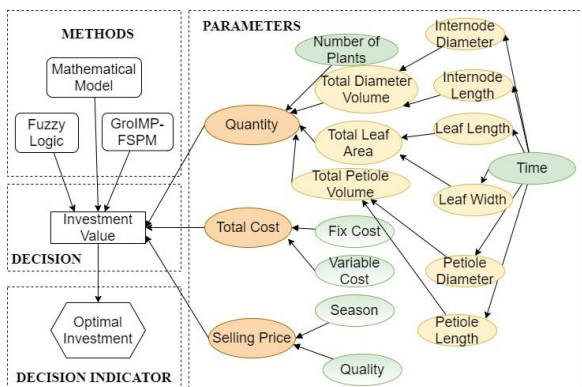 METHODS
Mathematical
Model
Fuzzy
Logic
GroIMP-
FSPM
Investment
Value
DECISION
Optimal
Investment
DECISION INDICATOR
PARAMETERS
Number of
Plants
Total Diameter
Volume
Quantity
Total Leaf
Area
Total Petiole
Volume
Total Cost
Fix Cost
Variable
Cost
Selling Price
Season
Quality
Internode
Diameter
Internode
Length
Leaf Length
Time
Leaf Width
Petiole
Diameter
Petiole
Length